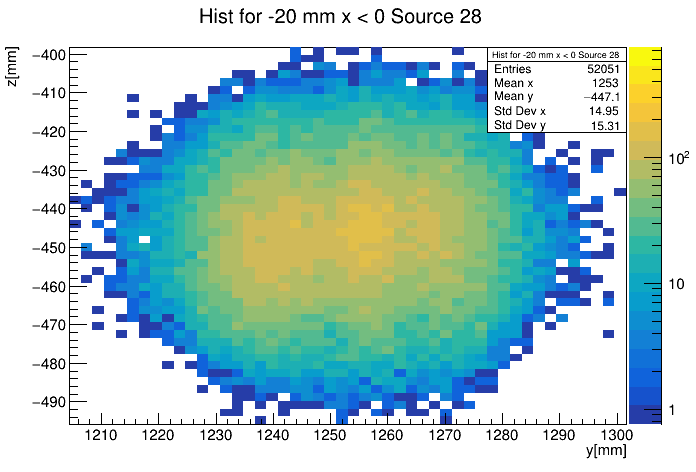 Hist for -20 mm x < 0 Source 28
z[mm]
Hist for -20 mm x < 0 Source 28
Entries 52051
Mean x 1253
Mean y −447.1
Std Dev x 14.95
Std Dev y 15.31
−400
−410
−420
−430
−440
−450
−460
−470
−480
−490
10²
10
1
1210 1220 1230 1240 1250 1260 1270 1280 1290 1300
y[mm]